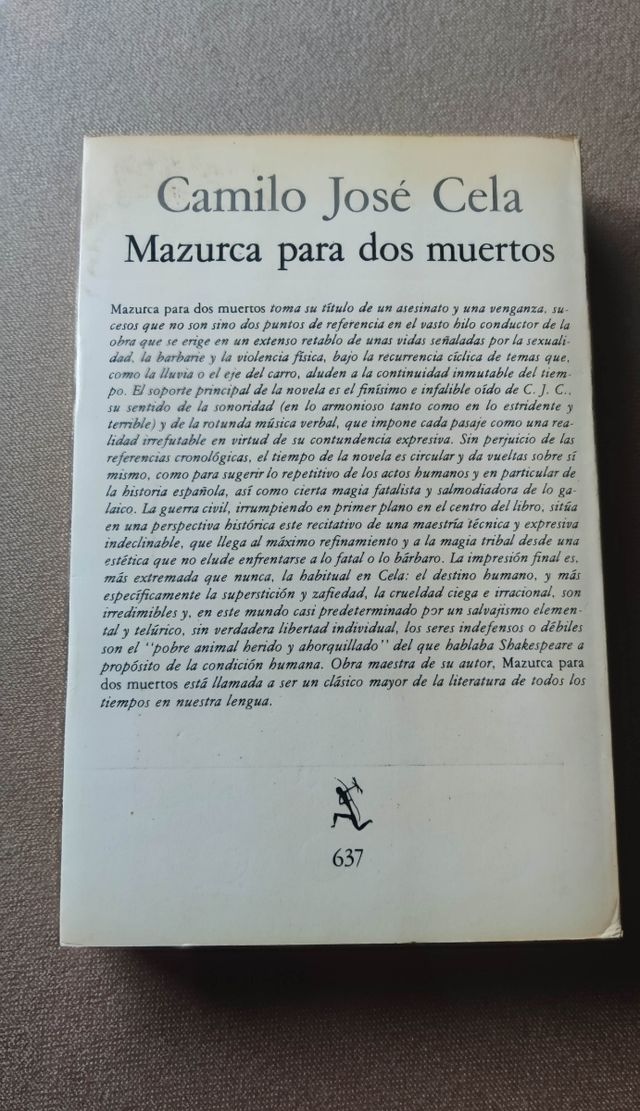 Camilo José Cela
Mazurca para dos muertos
Mazurca para dos muertos toma su título de un asesinato y una venganza, su-
cesos que no son sino dos puntos de referencia en el vasto hilo conductor de la
obra que se erige en un extenso retablo de unas vidas señaladas por la sexuali-
dad, la barbarie y la violencia física, bajo la recurrencia cíclica de temas que,
como la lluvia o el eje del carro, aluden a la continuidad inmutable del tiem-
po. El soporte principal de la novela es el finísimo e infalible oído de C. J. C.,
su sentido de la sonoridad (en lo armonioso tanto como en lo estridente y
terrible) y de la rotunda música verbal, que impone cada pasaje como una rea-
lidad irrefutable en virtud de su contundencia expresiva. Sin perjuicio de las
referencias cronológicas, el tiempo de la novela es circular y da vueltas sobre sí
mismo, como para sugerir lo repetitivo de los actos humanos y en particular de
la historia española, así como cierta magia fatalista y salmodiadora de lo ga-
laico. La guerra civil, irrumpiendo en primer plano en el centro del libro, sitúa
en una perspectiva histórica este recitativo de una maestría técnica y expresiva
indeclinable, que llega al máximo refinamiento y a la magia tribal desde una
estética que no elude enfrentarse a lo fatal o lo bárbaro. La impresión final es,
más extremada que nunca, la habitual en Cela: el destino humano, y más
específicamente la superstición y zafiedad, la crueldad ciega e irracional, son
irredimibles y, en este mundo casi predeterminado por un salvajismo elemen-
tal y telúrico, sin verdadera libertad individual, los seres indefensos o débiles
son el "pobre animal herido y ahorquillado" del que hablaba Shakespeare a
propósito de la condición humana. Obra maestra de su autor, Mazurca para
dos muertos está llamada a ser un clásico mayor de la literatura de todos los
tiempos en nuestra lengua.
637